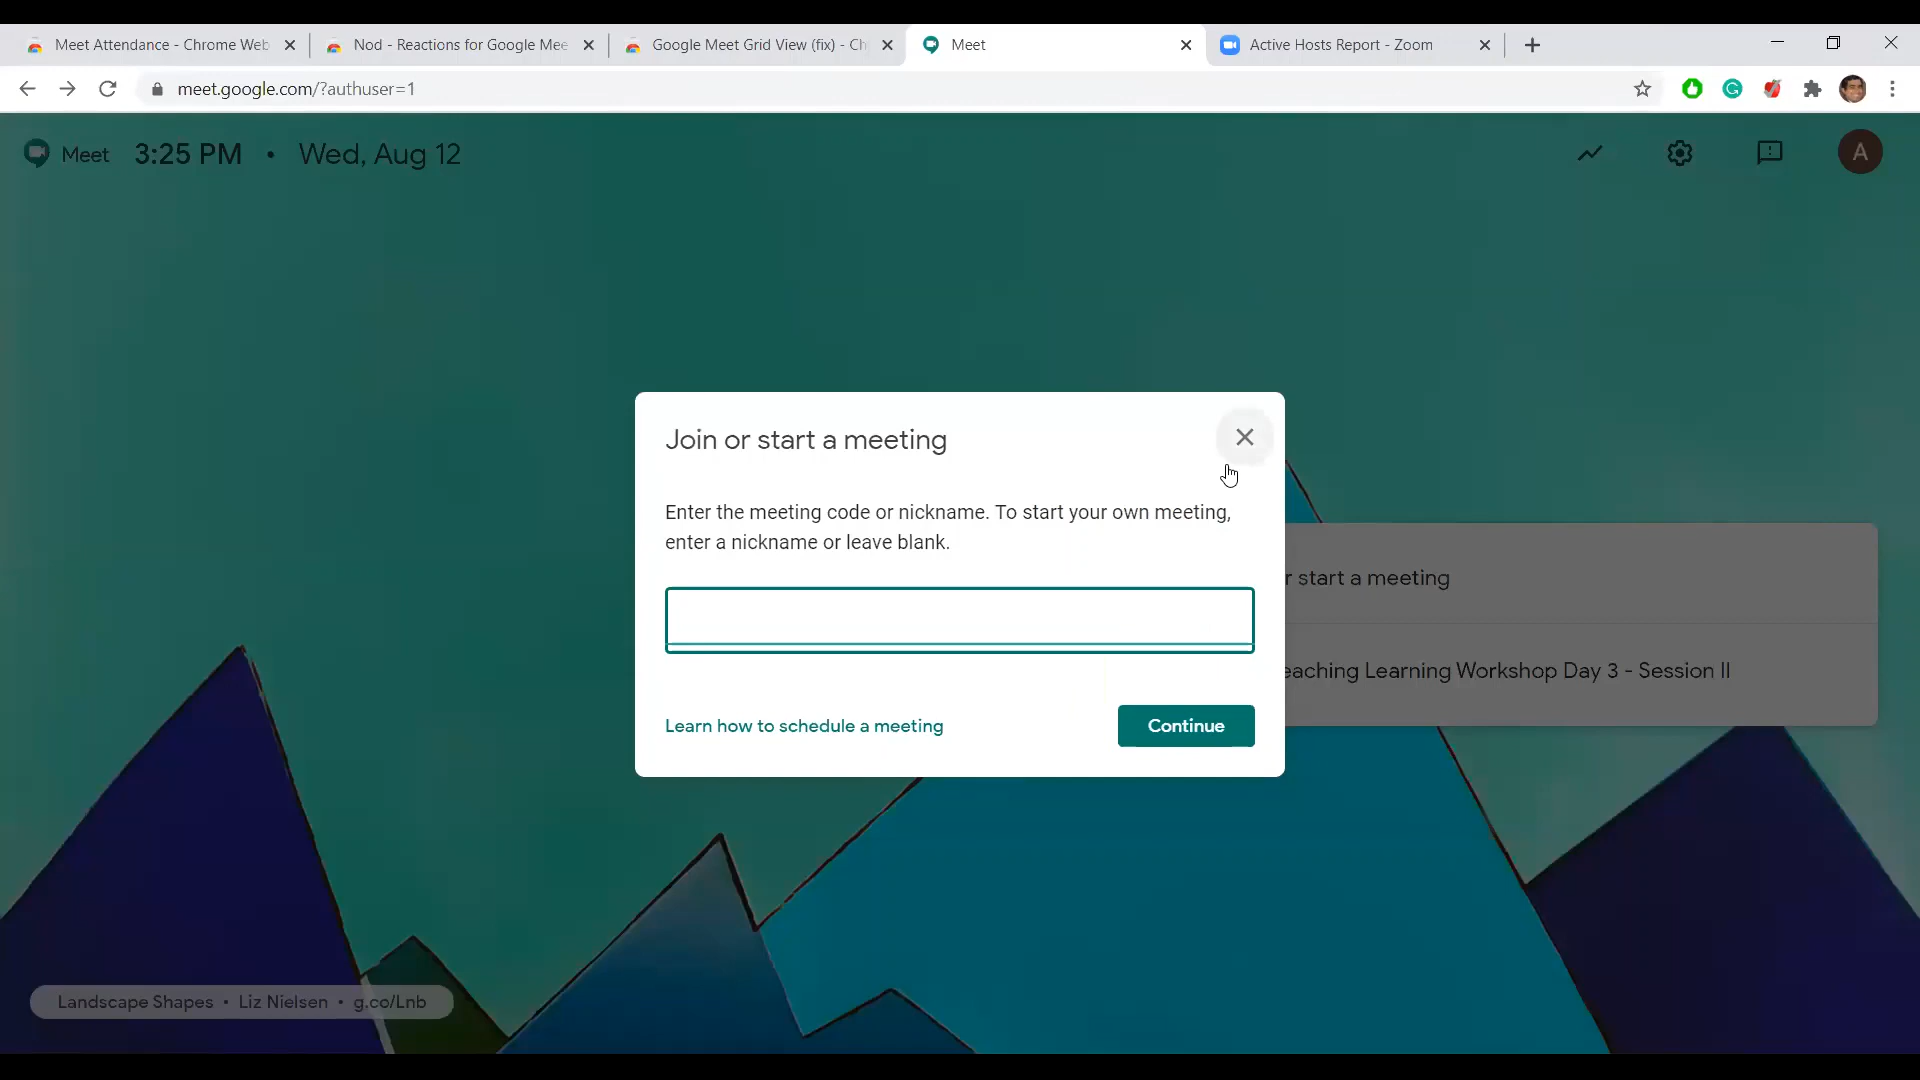 Meet Attendance - Chrome Web
Nod - Reactions for Google Mee
Google Meet Grid View (fix) - Ch
Meet
Active Hosts Report - Zoom
meet.google.com/?authuser=1
Meet 3:25 PM • Wed, Aug 12
A
Join or start a meeting
Enter the meeting code or nickname. To start your own meeting,
enter a nickname or leave blank.
r start a meeting
eaching Learning Workshop Day 3 - Session II
Learn how to schedule a meeting
Continue
Landscape Shapes • Liz Nielsen • g.co/Lnb